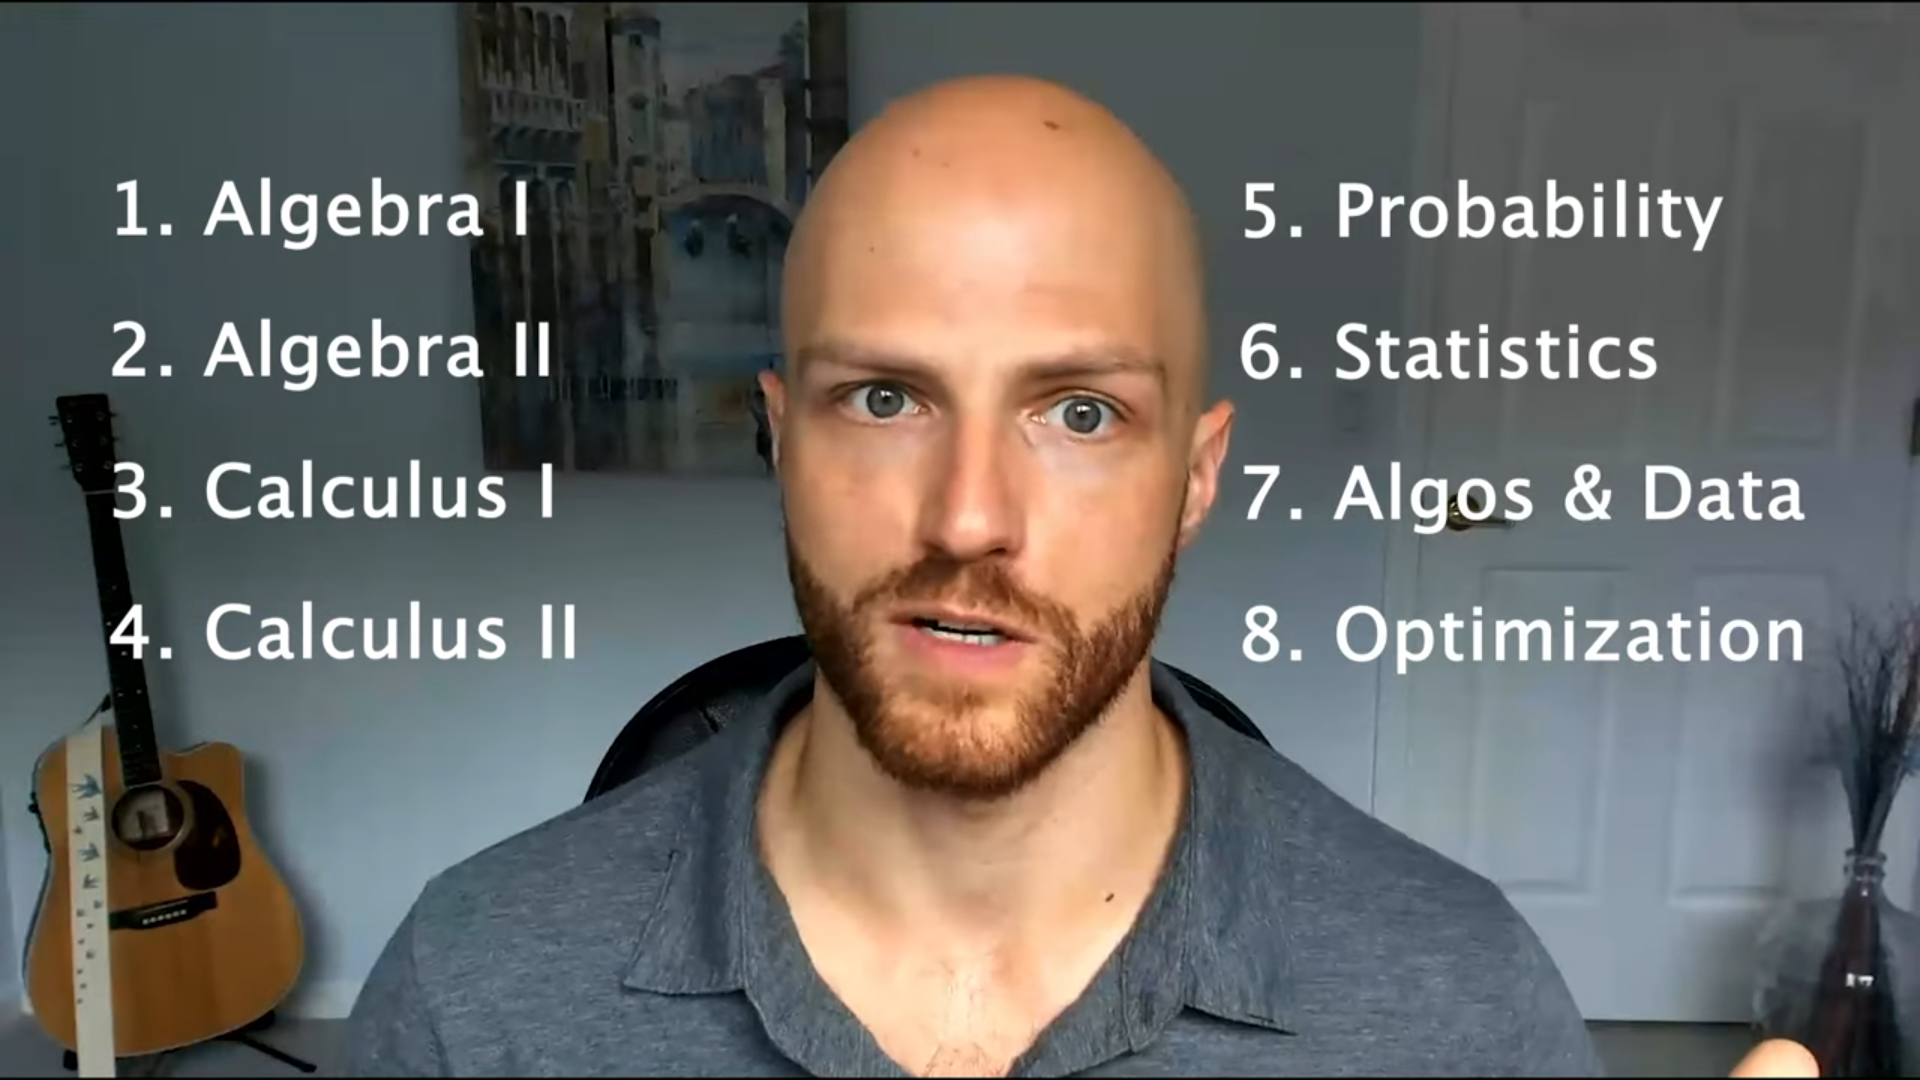 1. Algebra I
2. Algebra II
3. Calculus I
4. Calculus II
5. Probability
6. Statistics
7. Algos & Data
8. Optimization